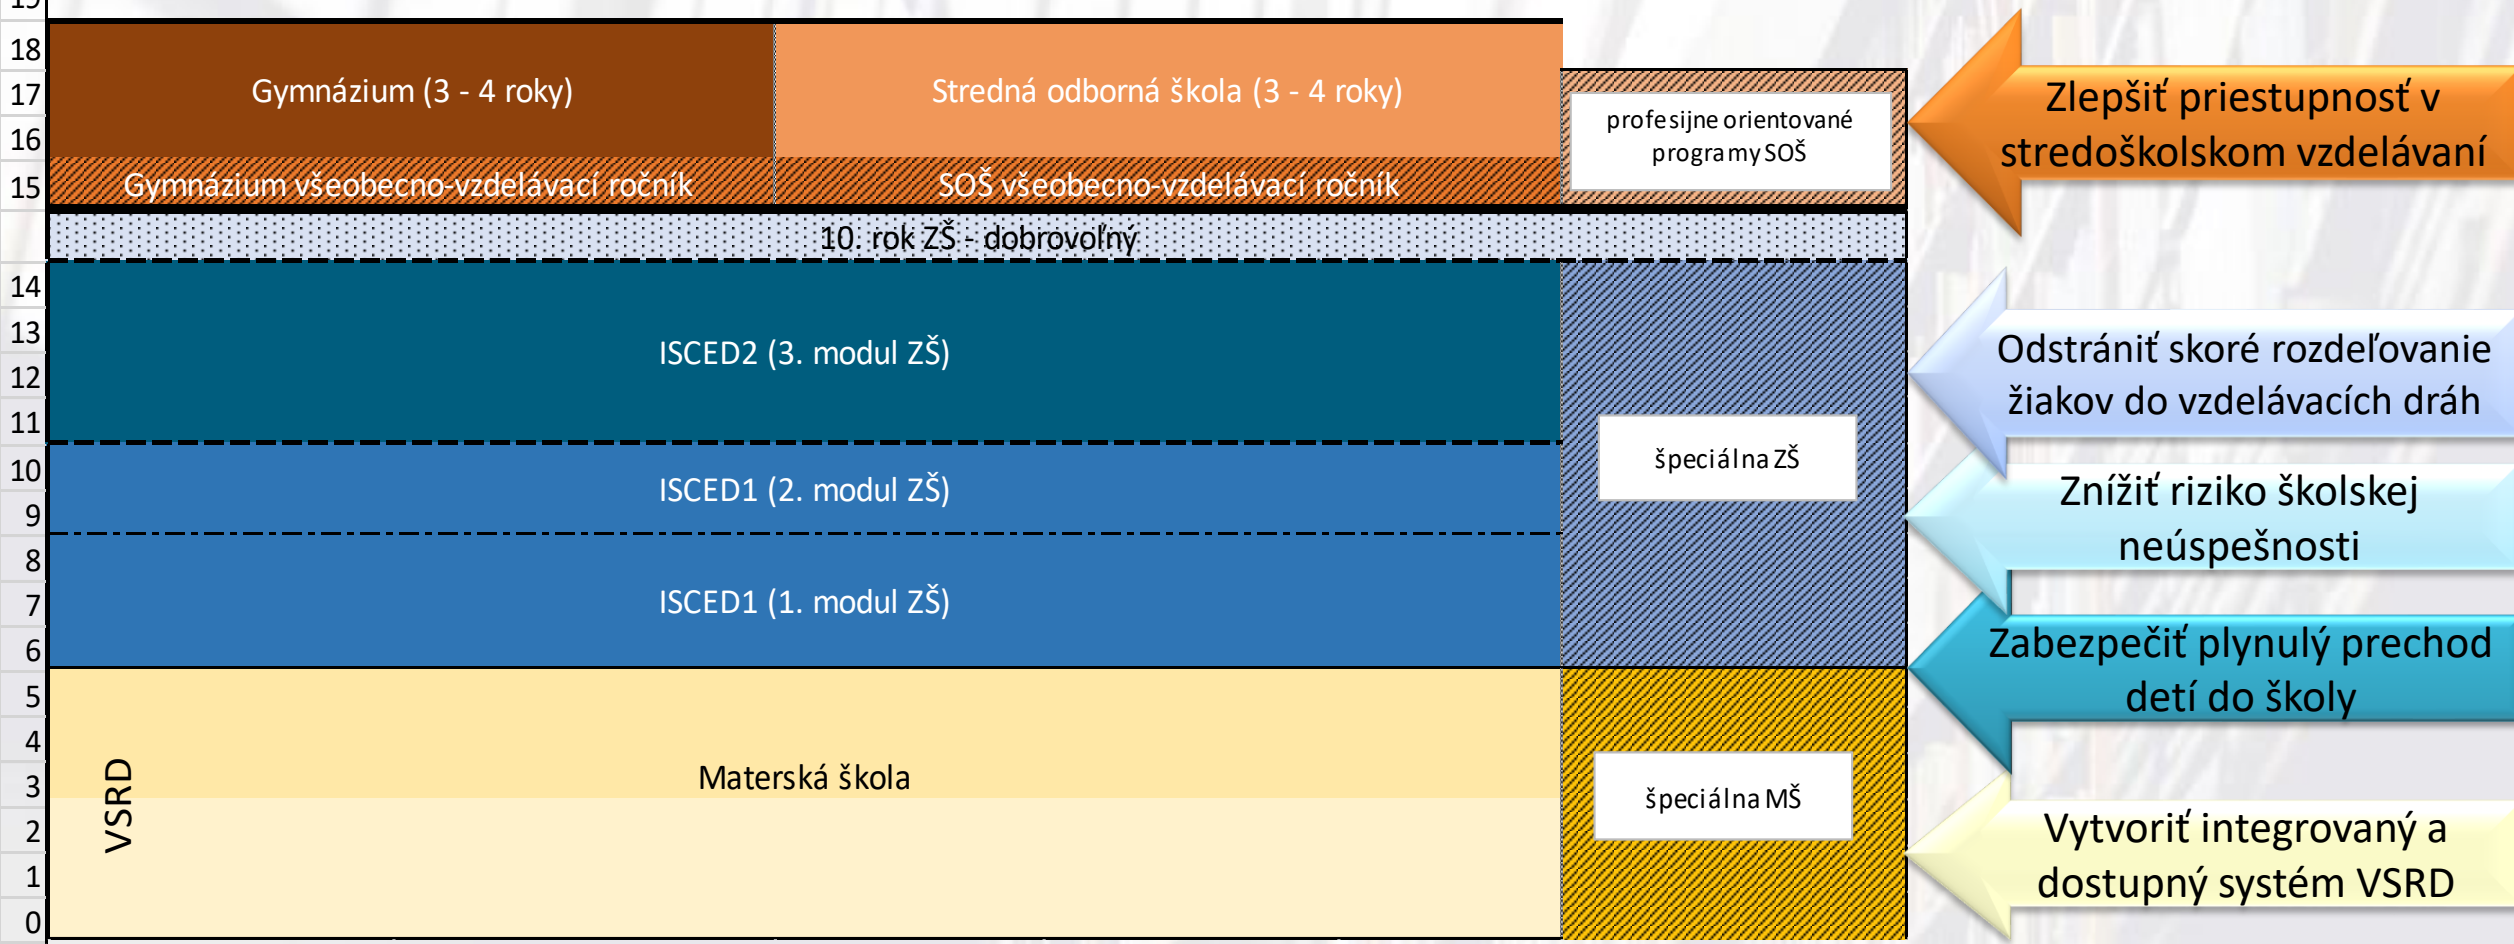 19
18
17
16
15
14
13
12
11
10
9
8
7
6
5
4
3
2
1
0
Gymnázium (3 - 4 roky)
Stredná odborná škola (3 - 4 roky)
profesijne orientované
programy SOŠ
Gymnázium všeobecno-vzdelávací ročník
SOŠ všeobecno-vzdelávací ročník
10. rok ZŠ - dobrovoľný
ISCED2 (3. modul ZŠ)
ISCED1 (2. modul ZŠ)
ISCED1 (1. modul ZŠ)
špeciálna ZŠ
VSRD
Materská škola
špeciálna MŠ
Zlepšiť priestupnosť v
stredoškolskom vzdelávaní
Odstrániť skoré rozdeľovanie
žiakov do vzdelávacích dráh
Znížiť riziko školskej
neúspešnosti
Zabezpečiť plynulý prechod
detí do školy
Vytvoriť integrovaný a
dostupný systém VSRD